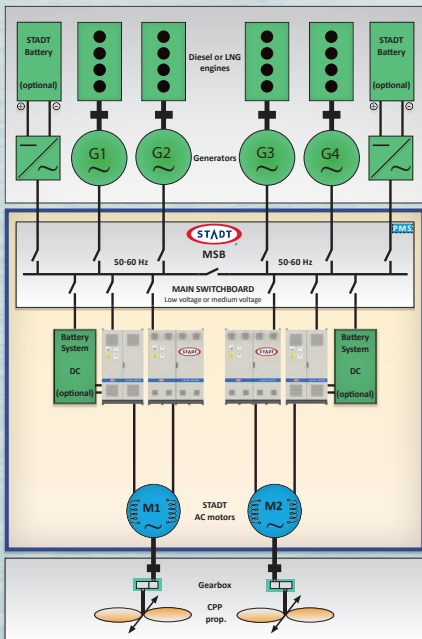 STADT
Battery
(optional)
Diesel or LNG
engines
STADT
Battery
(optional)
G1
G2
Generators
G3
G4
STADT
PMS
MSB
50-60 Hz
50-60 Hz
MAIN SWITCHBOARD
Low voltage or medium voltage
Battery
System
DC
(optional)
STADT
STADT
Battery
System
DC
(optional)
M1
STADT
AC motors
M2
Gearbox
CPP
prop.